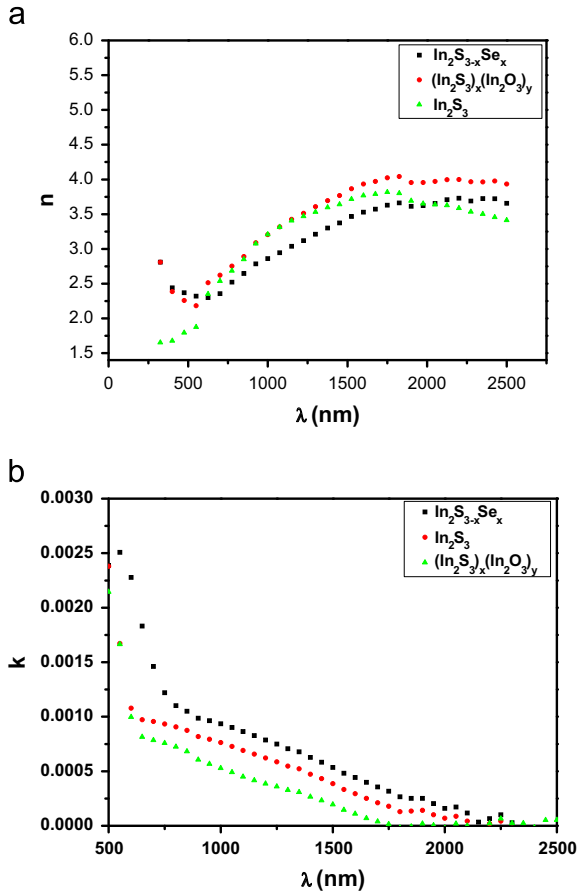 a
6.0
5.5
5.0
4.5
4.0
3.5
3.0
2.5
2.0
1.5
n
In₂S₃₋ₓSeₓ
(In₂S₃)ₓ(In₂O₃)ᵧ
In₂S₃
0 500 1000 1500 2000 2500
λ (nm)
b
0.0030
0.0025
0.0020
0.0015
0.0010
0.0005
0.0000
k
In₂S₃₋ₓSeₓ
In₂S₃
(In₂S₃)ₓ(In₂O₃)ᵧ
500 1000 1500 2000 2500
λ (nm)